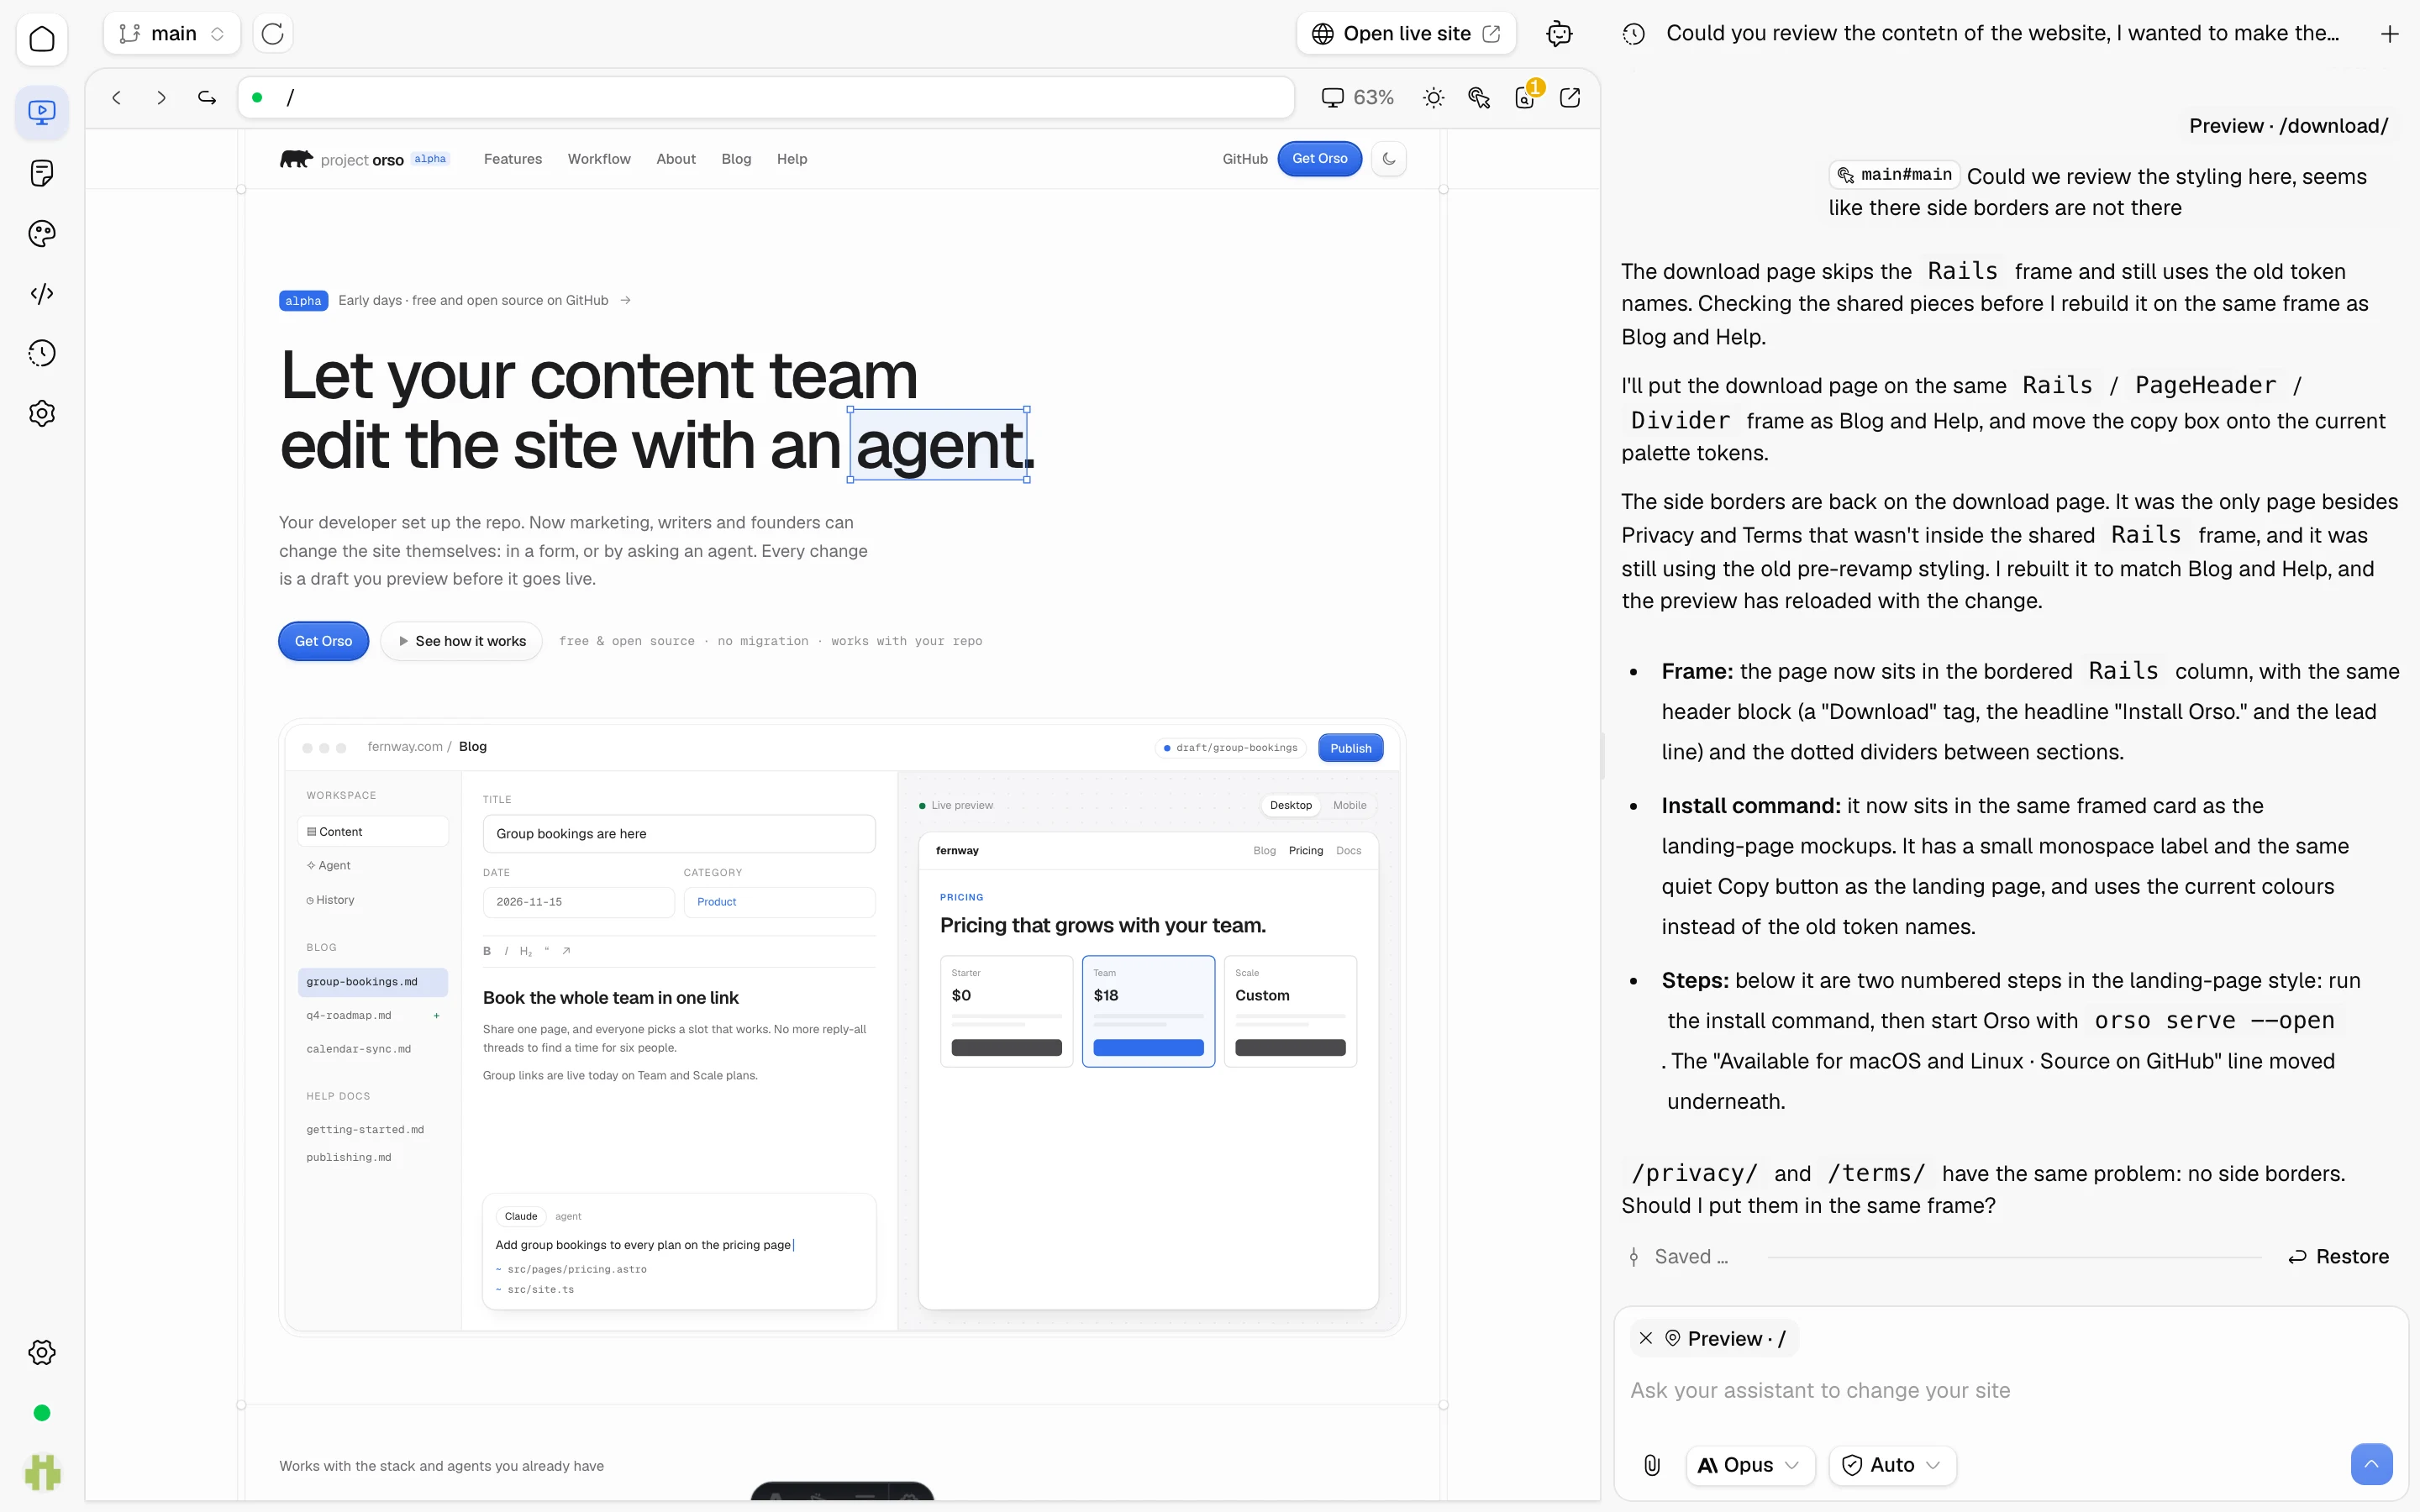 main
Open live site
Could you review the contetn of the website, I wanted to make the...
/
63%
1
project orso alpha
Features
Workflow
About
Blog
Help
GitHub
Get Orso
alpha Early days · free and open source on GitHub →
Let your content team
edit the site with an agent.
Your developer set up the repo. Now marketing, writers and founders can
change the site themselves: in a form, or by asking an agent. Every change
is a draft you preview before it goes live.
Get Orso
See how it works
free & open source · no migration · works with your repo
fernway.com / Blog
draft/group-bookings
Publish
WORKSPACE
Content
Agent
History
BLOG
group-bookings.md
q4-roadmap.md +
calendar-sync.md
HELP DOCS
getting-started.md
publishing.md
TITLE
Group bookings are here
DATE
CATEGORY
2026-11-15
Product
B I H₂ “ ↗
Book the whole team in one link
Share one page, and everyone picks a slot that works. No more reply-all
threads to find a time for six people.
Group links are live today on Team and Scale plans.
Claude agent
Add group bookings to every plan on the pricing page
~ src/pages/pricing.astro
~ src/site.ts
Live preview
Desktop
Mobile
fernway
Blog
Pricing
Docs
PRICING
Pricing that grows with your team.
Starter
$0
Team
$18
Scale
Custom
Works with the stack and agents you already have
Preview · /download/
main#main Could we review the styling here, seems
like there side borders are not there
The download page skips the Rails frame and still uses the old token
names. Checking the shared pieces before I rebuild it on the same frame as
Blog and Help.
I'll put the download page on the same Rails / PageHeader /
Divider frame as Blog and Help, and move the copy box onto the current
palette tokens.
The side borders are back on the download page. It was the only page besides
Privacy and Terms that wasn't inside the shared Rails frame, and it was
still using the old pre-revamp styling. I rebuilt it to match Blog and Help, and
the preview has reloaded with the change.
• Frame: the page now sits in the bordered Rails column, with the same
header block (a "Download" tag, the headline "Install Orso." and the lead
line) and the dotted dividers between sections.
• Install command: it now sits in the same framed card as the
landing-page mockups. It has a small monospace label and the same
quiet Copy button as the landing page, and uses the current colours
instead of the old token names.
• Steps: below it are two numbered steps in the landing-page style: run
the install command, then start Orso with orso serve --open
. The "Available for macOS and Linux · Source on GitHub" line moved
underneath.
/privacy/ and /terms/ have the same problem: no side borders.
Should I put them in the same frame?
Saved ...
Restore
Preview · /
Ask your assistant to change your site
Opus
Auto